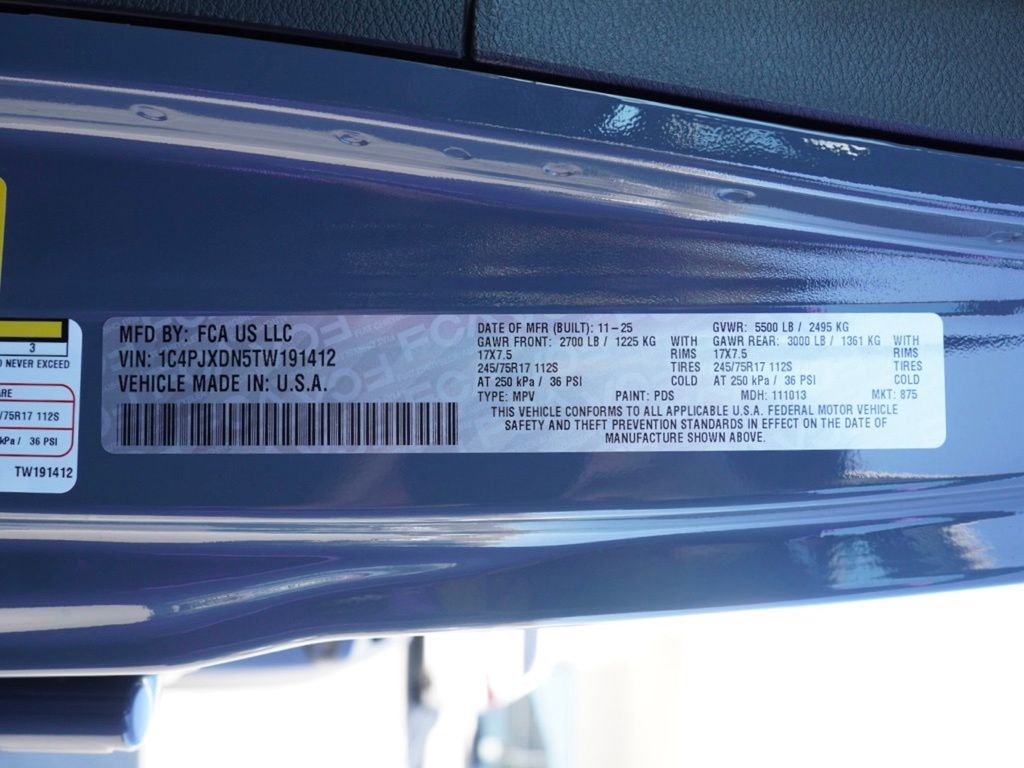 3
O NEVER EXCEED
ARE
/75R17 112S
kPa / 36 PSI
TW191412
MFD BY: FCA US LLC
VIN: 1C4PJXDN5TW191412
VEHICLE MADE IN: U.S.A.
DATE OF MFR (BUILT): 11-25 GVWR: 5500 LB / 2495 KG
GAWR FRONT: 2700 LB / 1225 KG WITH GAWR REAR: 3000 LB / 1361 KG WITH
17X7.5 RIMS 17X7.5 RIMS
245/75R17 112S TIRES 245/75R17 112S TIRES
AT 250 kPa / 36 PSI COLD AT 250 kPa / 36 PSI COLD
TYPE: MPV PAINT: PDS MDH: 111013 MKT: 875
THIS VEHICLE CONFORMS TO ALL APPLICABLE U.S.A. FEDERAL MOTOR VEHICLE
SAFETY AND THEFT PREVENTION STANDARDS IN EFFECT ON THE DATE OF
MANUFACTURE SHOWN ABOVE.